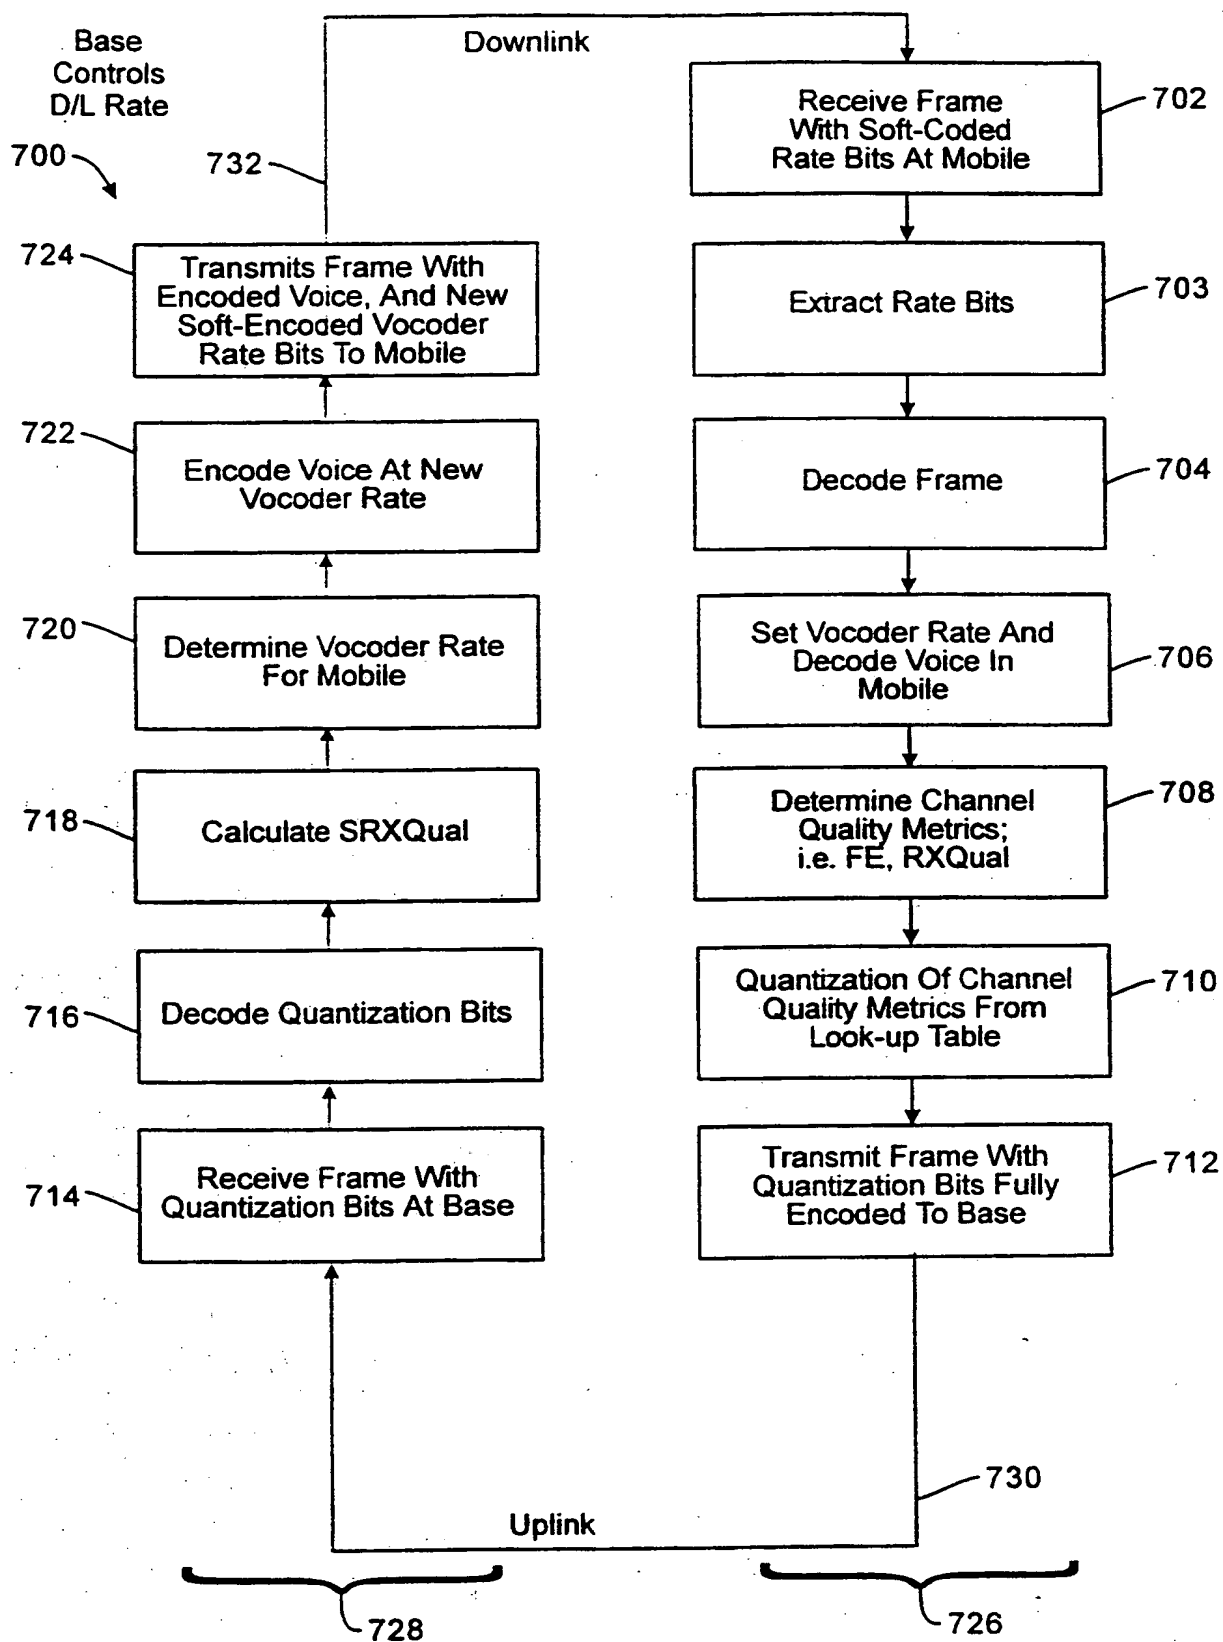 Base
Controls
D/L Rate
700
732
Downlink
Receive Frame
With Soft-Coded
Rate Bits At Mobile
702
724
Transmits Frame With
Encoded Voice, And New
Soft-Encoded Vocoder
Rate Bits To Mobile
Extract Rate Bits
703
722
Encode Voice At New
Vocoder Rate
Decode Frame
704
720
Determine Vocoder Rate
For Mobile
Set Vocoder Rate And
Decode Voice In
Mobile
706
718
Calculate SRXQual
Determine Channel
Quality Metrics;
i.e. FE, RXQual
708
716
Decode Quantization Bits
Quantization Of Channel
Quality Metrics From
Look-up Table
710
714
Receive Frame With
Quantization Bits At Base
Transmit Frame With
Quantization Bits Fully
Encoded To Base
712
730
Uplink
728
726